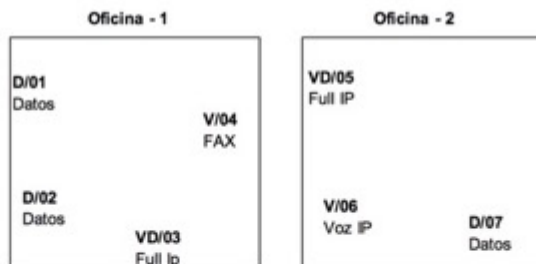 Oficina - 1
D/01
Datos
V/04
FAX
D/02
Datos
VD/03
Full Ip
Oficina - 2
VD/05
Full IP
V/06
Voz IP
D/07
Datos